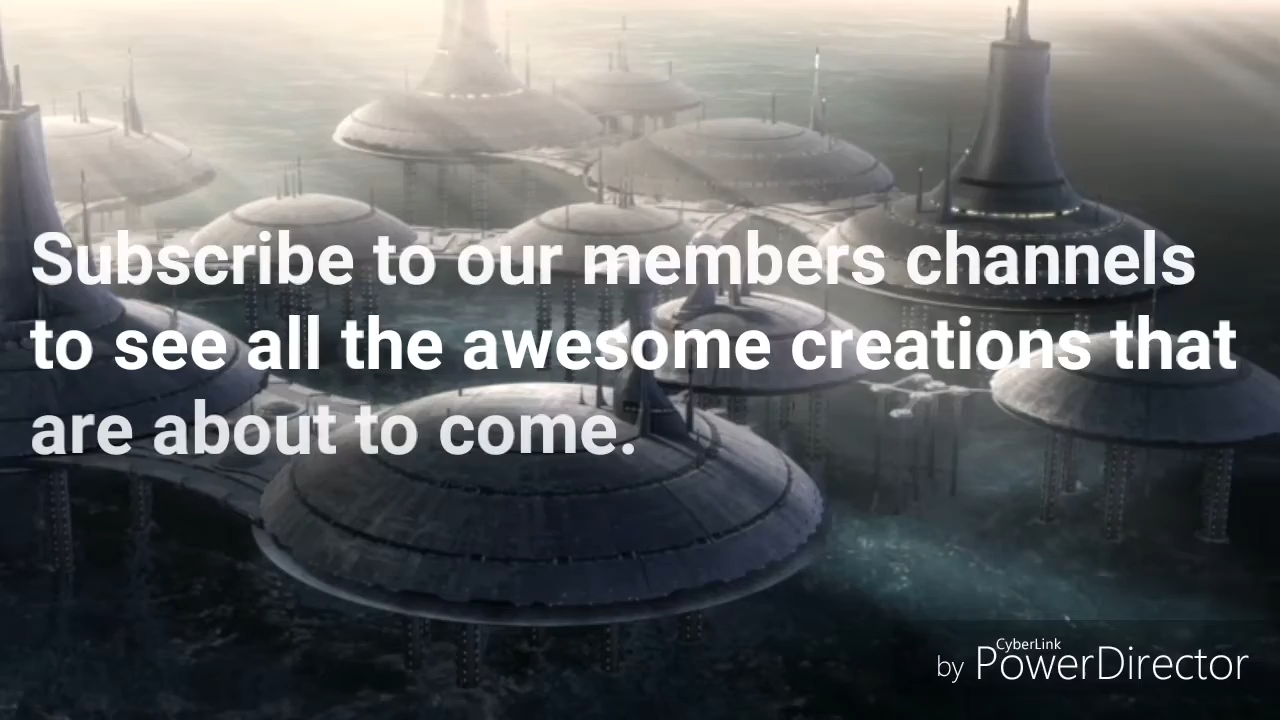 Subscribe to our members channels
to see all the awesome creations that
are about to come.
CyberLink
by PowerDirector